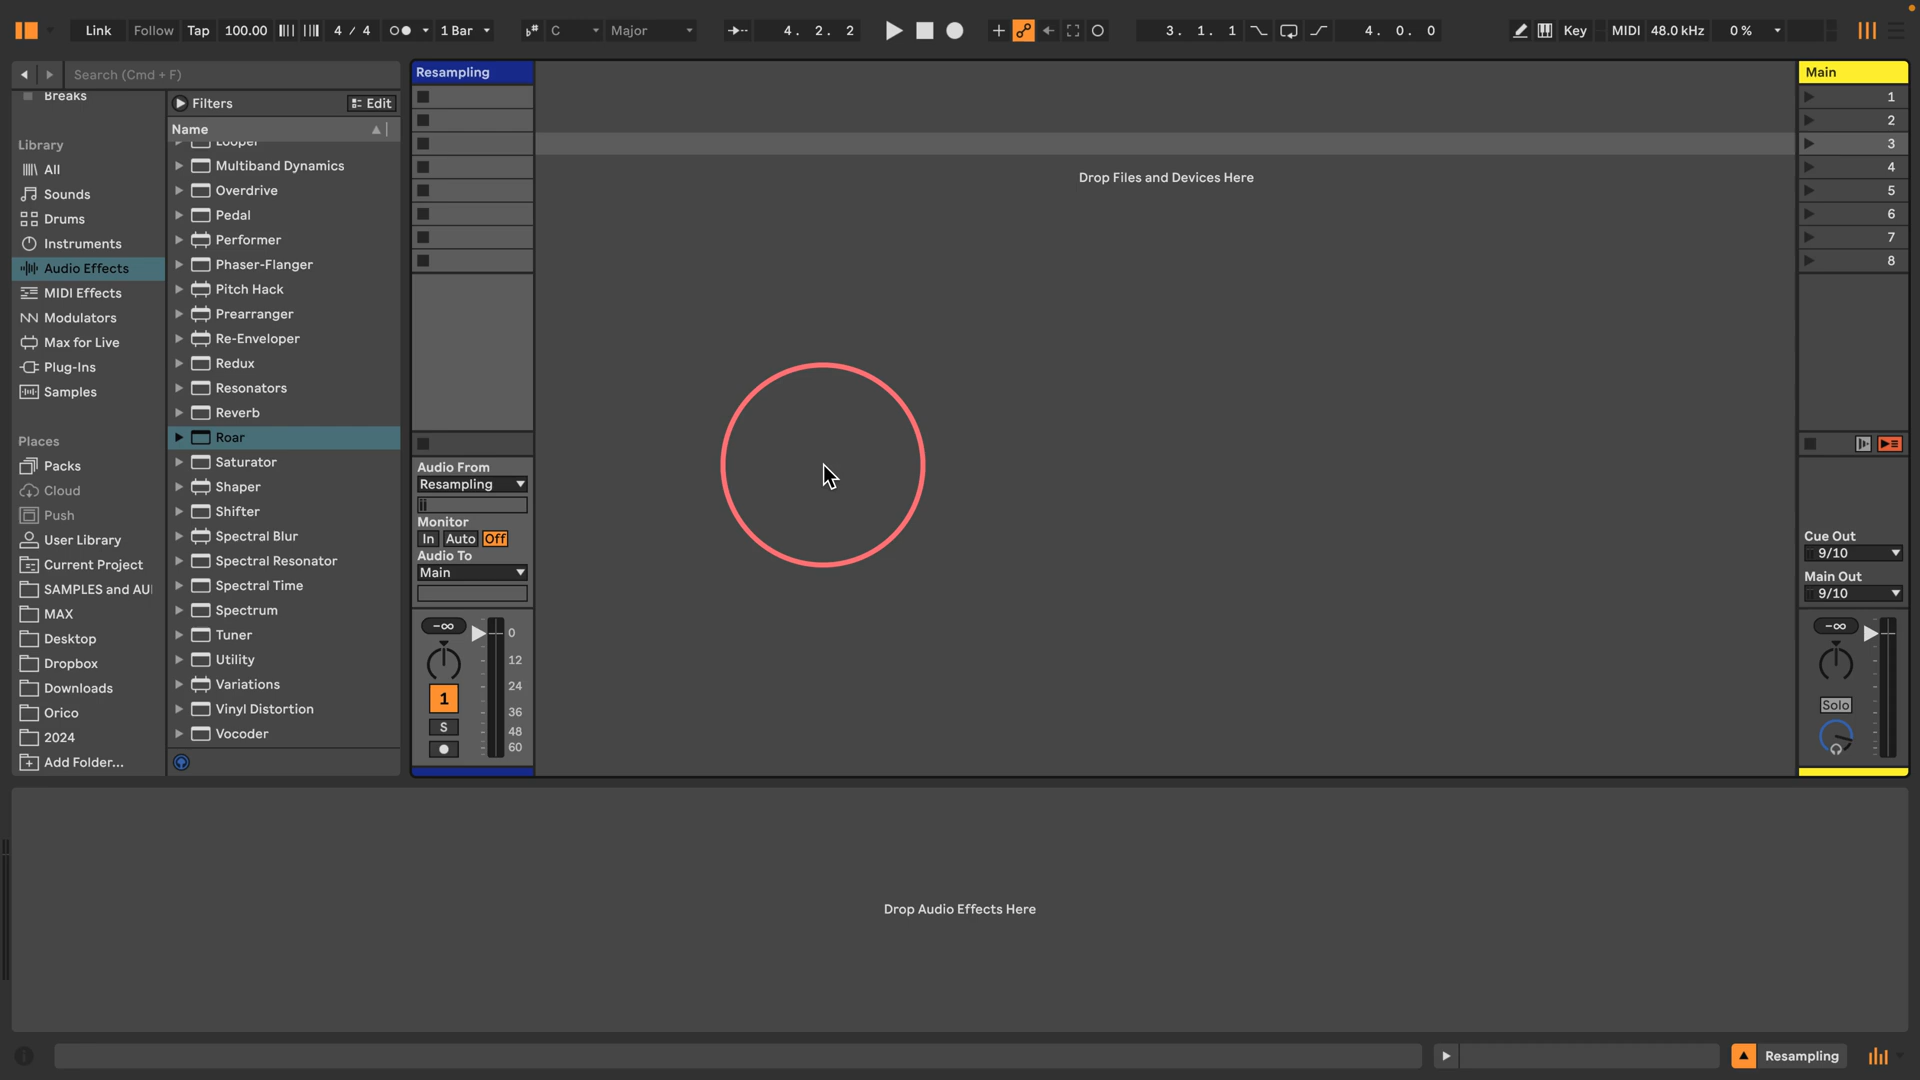 Link Follow Tap 100.00 4 / 4 1 Bar C Major 4. 2. 2 3. 1. 1 4. 0. 0 Key MIDI 48.0 kHz 0 %
Search (Cmd + F)
Breaks
Library
All
Sounds
Drums
Instruments
Audio Effects
MIDI Effects
Modulators
Max for Live
Plug-Ins
Samples
Places
Packs
Cloud
Push
User Library
Current Project
SAMPLES and AUI
MAX
Desktop
Dropbox
Downloads
Orico
2024
Add Folder...
Filters Edit
Name
Looper
Multiband Dynamics
Overdrive
Pedal
Performer
Phaser-Flanger
Pitch Hack
Prearranger
Re-Enveloper
Redux
Resonators
Reverb
Roar
Saturator
Shaper
Shifter
Spectral Blur
Spectral Resonator
Spectral Time
Spectrum
Tuner
Utility
Variations
Vinyl Distortion
Vocoder
Resampling
Audio From
Resampling
ii
Monitor
In Auto Off
Audio To
Main
-∞
0
12
24
36
48
60
1
S
Drop Files and Devices Here
Main
1
2
3
4
5
6
7
8
Cue Out
9/10
Main Out
9/10
-∞
Solo
Drop Audio Effects Here
Resampling